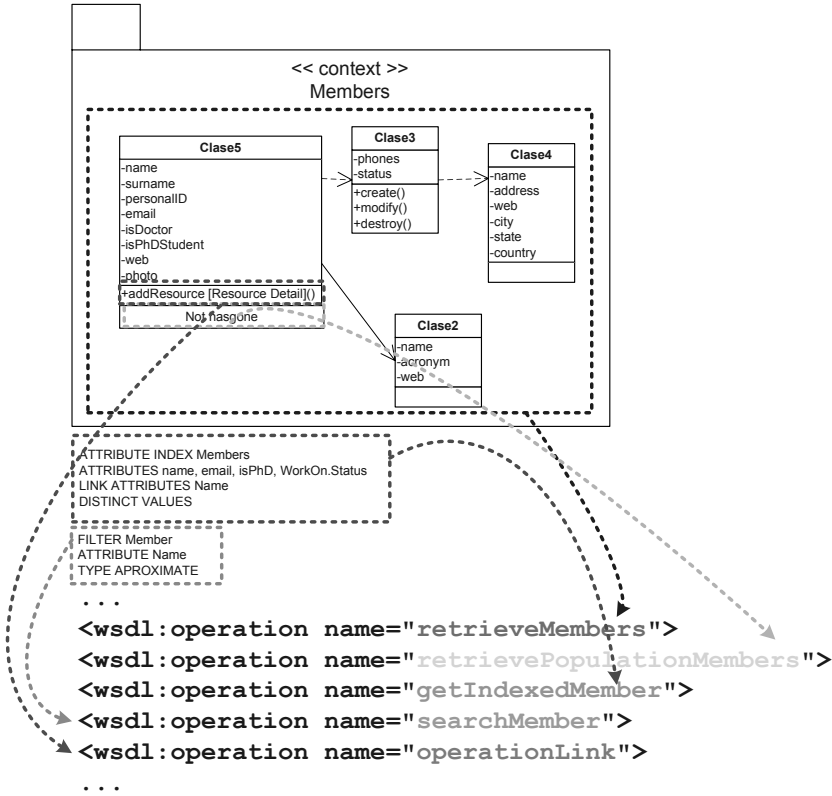 << context >>
Members
Clase5
-name
-surname
-personalID
-email
-isDoctor
-isPhDStudent
-web
-photo
+addResource [Resource Detail]()
Not hasgone
Clase3
-phones
-status
+create()
+modify()
+destroy()
Clase4
-name
-address
-web
-city
-state
-country
Clase2
-name
-acronym
-web
ATTRIBUTE INDEX Members
ATTRIBUTES name, email, isPhD, WorkOn.Status
LINK ATTRIBUTES Name
DISTINCT VALUES
FILTER Member
ATTRIBUTE Name
TYPE APROXIMATE
...
<wsdl:operation name="retrieveMembers">
<wsdl:operation name="retrievePopulationMembers">
<wsdl:operation name="getIndexedMember">
<wsdl:operation name="searchMember">
<wsdl:operation name="operationLink">
...